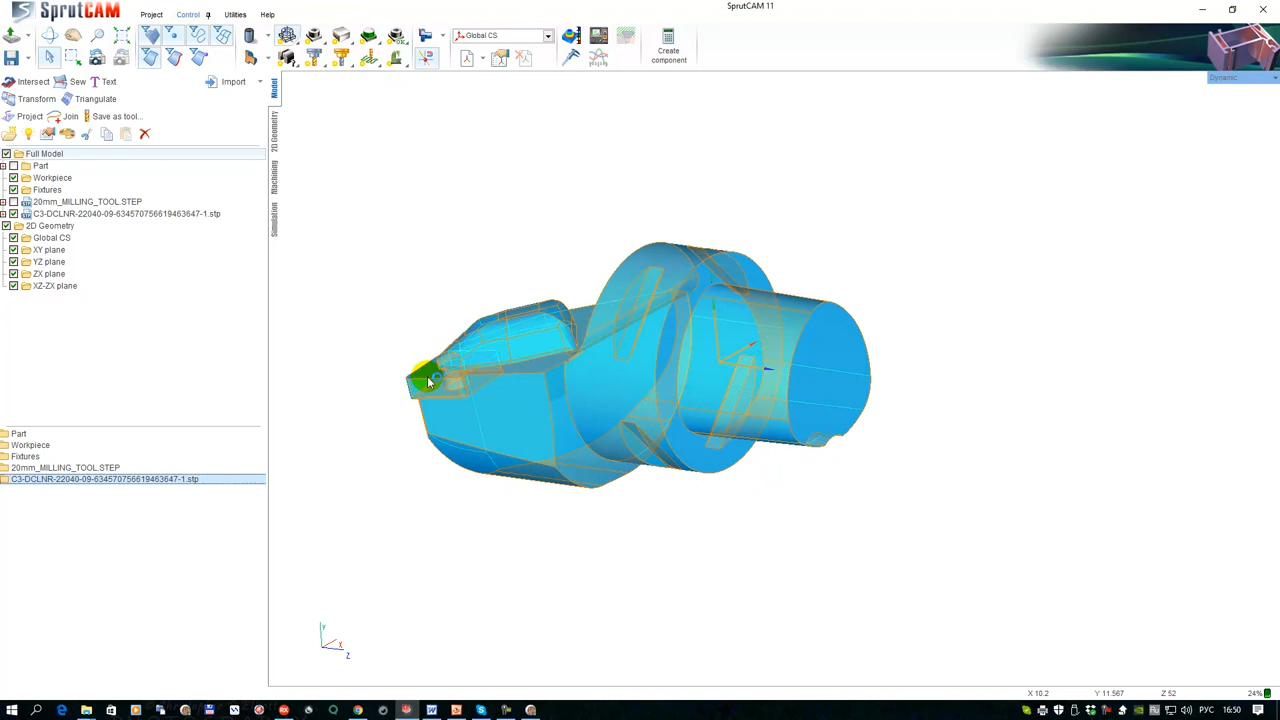 SprutCAM
Project Control Utilities Help
SprutCAM 11
Global CS
Create component
Intersect Sew Text
Import
Transform Triangulate
Project Join Save as tool...
Full Model
Part
Workpiece
Fixtures
20mm_MILLING_TOOL.STEP
C3-DCLNR-22040-09-634570756619463647-1.stp
2D Geometry
Global CS
XY plane
YZ plane
ZX plane
XZ-ZX plane
Part
Workpiece
Fixtures
20mm_MILLING_TOOL.STEP
C3-DCLNR-22040-09-634570756619463647-1.stp
Model
2D Geometry
Machining
Simulation
Dynamic
Y
X
Z
X 10.2 Y 11.567 Z 52 24%
РУС 16:50